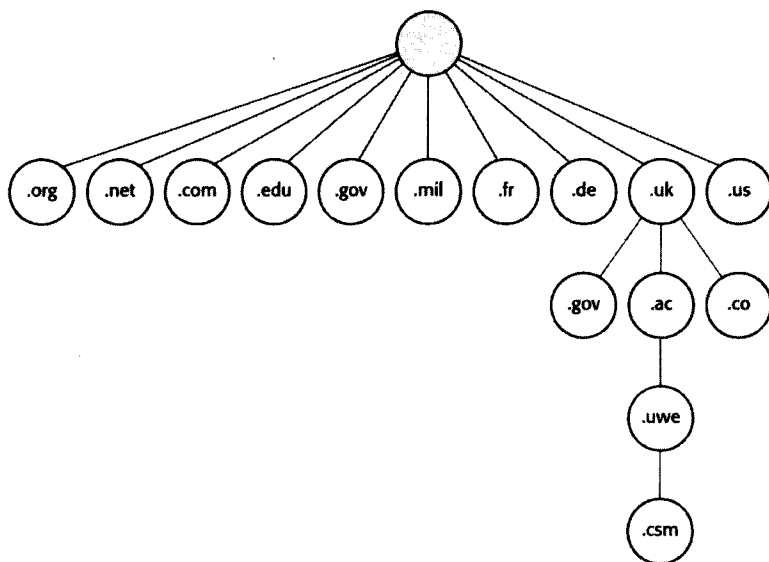 .org .net .com .edu .gov .mil .fr .de .uk .us
.gov .ac .co
.uwe
.csm